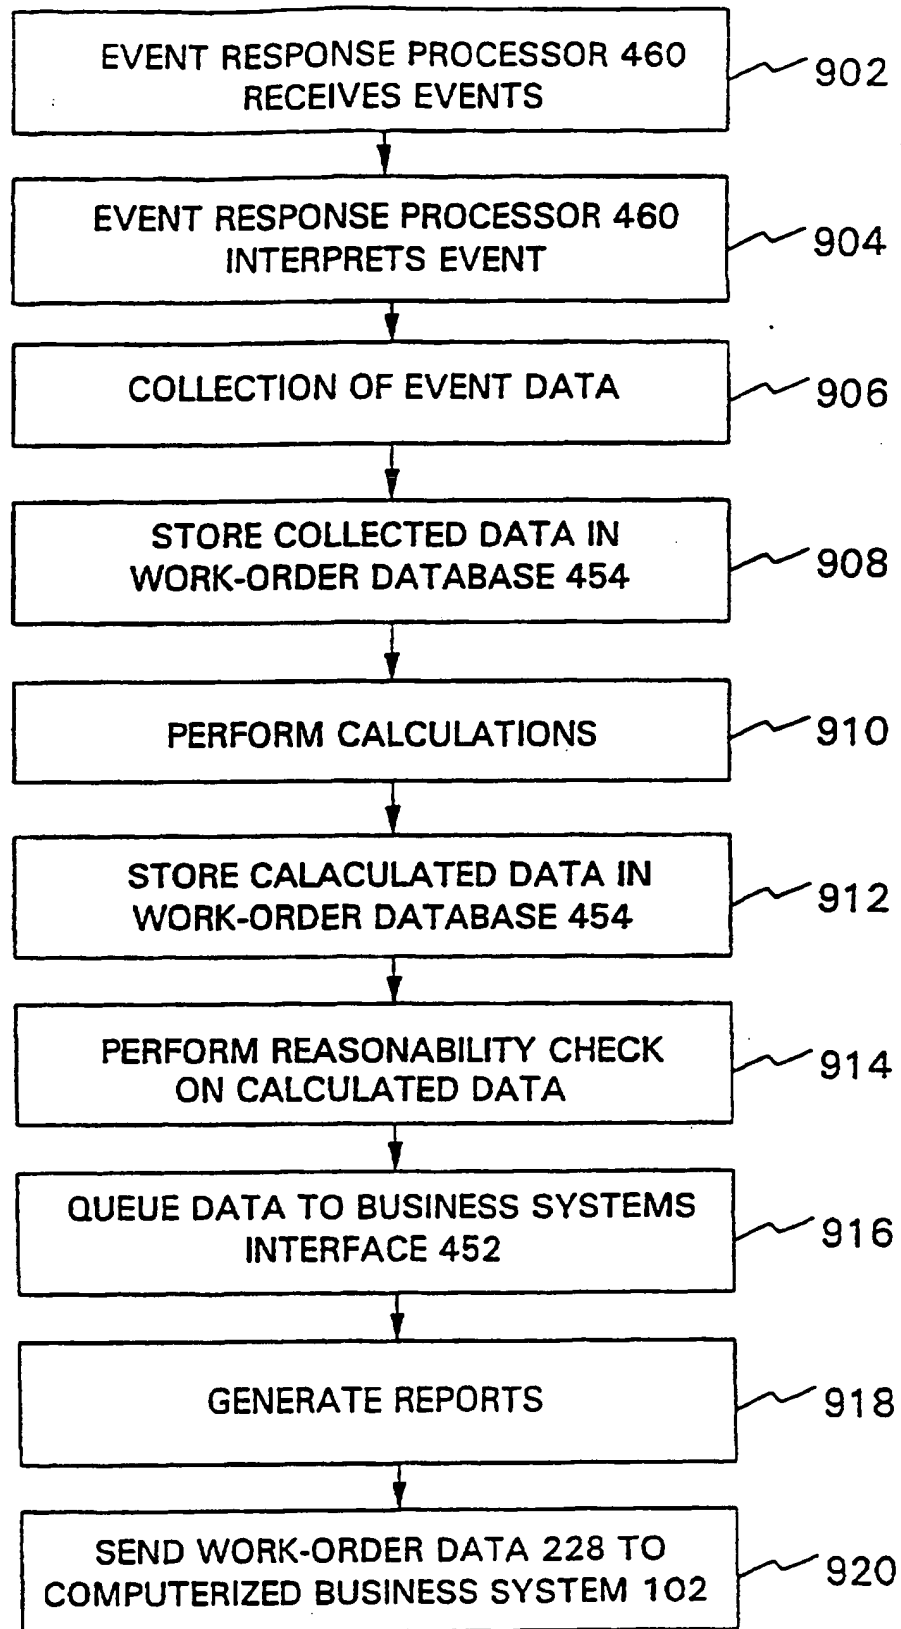 EVENT RESPONSE PROCESSOR 460
RECEIVES EVENTS
902
EVENT RESPONSE PROCESSOR 460
INTERPRETS EVENT
904
COLLECTION OF EVENT DATA
906
STORE COLLECTED DATA IN
WORK-ORDER DATABASE 454
908
PERFORM CALCULATIONS
910
STORE CALACULATED DATA IN
WORK-ORDER DATABASE 454
912
PERFORM REASONABILITY CHECK
ON CALCULATED DATA
914
QUEUE DATA TO BUSINESS SYSTEMS
INTERFACE 452
916
GENERATE REPORTS
918
SEND WORK-ORDER DATA 228 TO
COMPUTERIZED BUSINESS SYSTEM 102
920